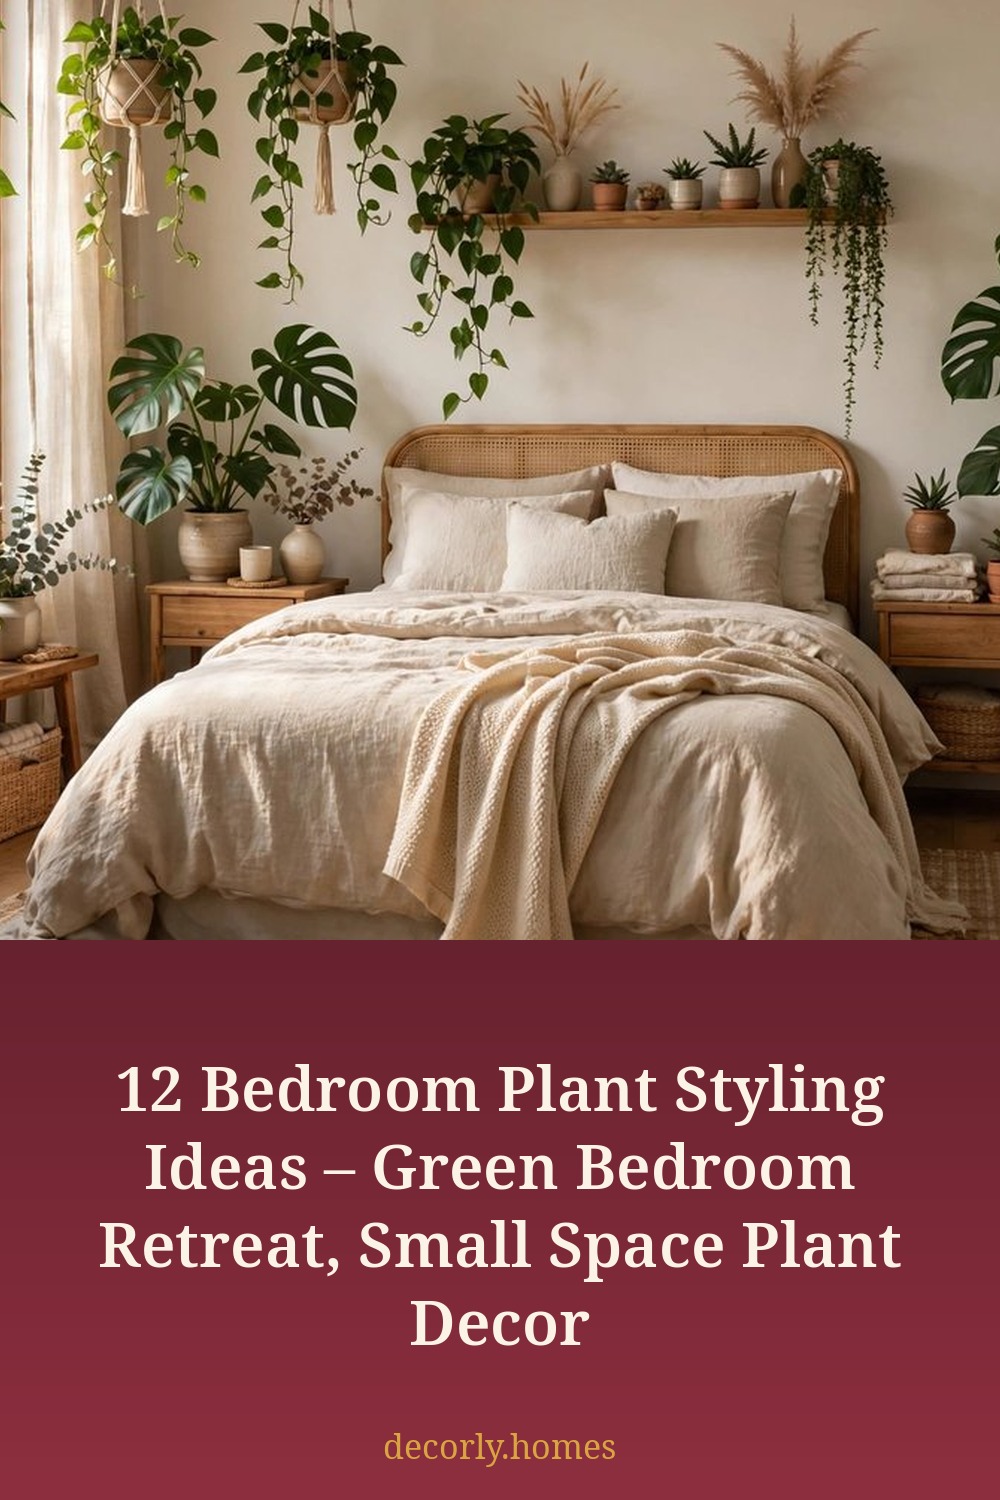 12 Bedroom Plant Styling
Ideas – Green Bedroom
Retreat, Small Space Plant
Decor
decorly.homes